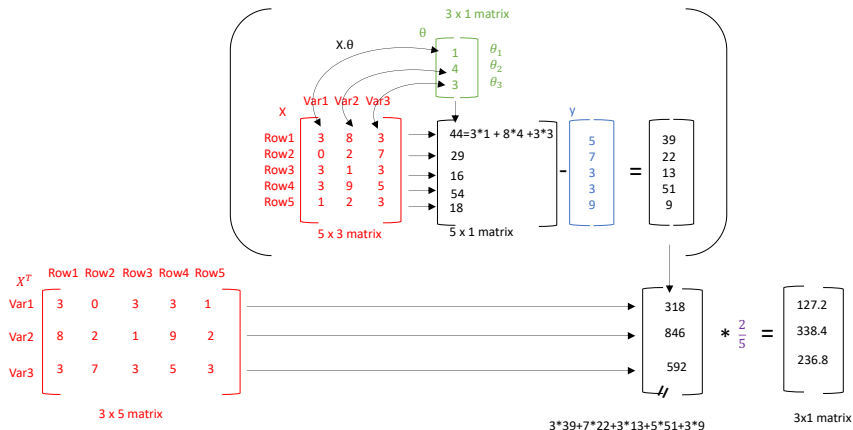 3 x 1 matrix
θ
X.θ
1 θ₁
4 θ₂
3 θ₃
Var1 Var2 Var3
X
y
Row1 3 8 3 44=3*1 + 8*4 +3*3 5 39
Row2 0 2 7 29 7 22
Row3 3 1 3 16 - 3 = 13
Row4 3 9 5 54 3 51
Row5 1 2 3 18 9 9
5 x 3 matrix 5 x 1 matrix
Row1 Row2 Row3 Row4 Row5
Xᵀ
Var1 3 0 3 3 1 318 127.2
Var2 8 2 1 9 2 846 * 2/5 = 338.4
Var3 3 7 3 5 3 592 236.8
3 x 5 matrix
3*39+7*22+3*13+5*51+3*9
3x1 matrix